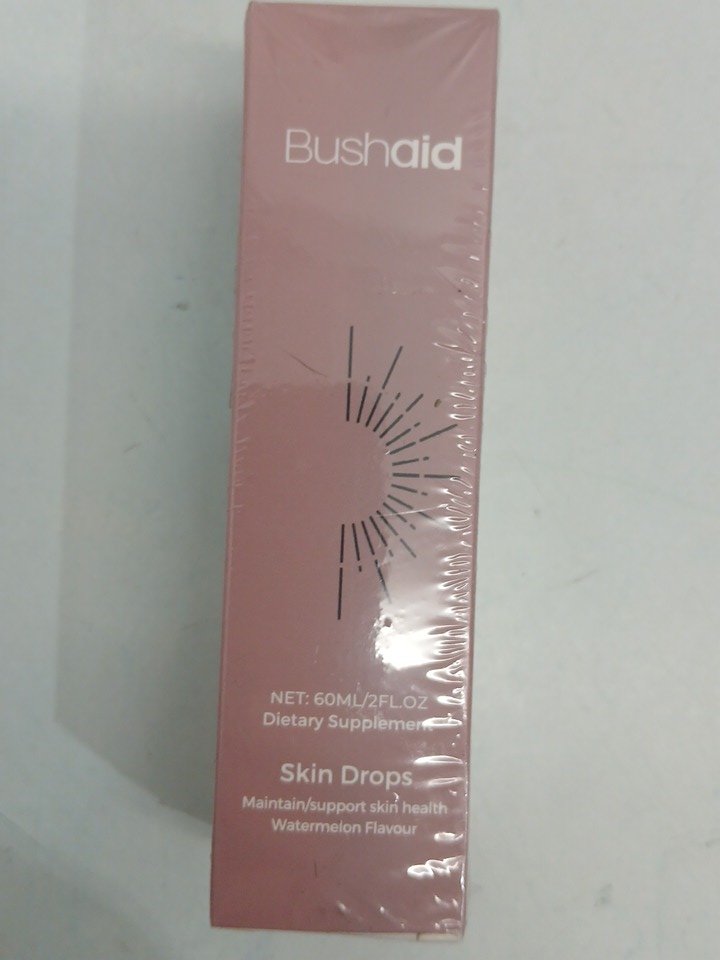 Bushaid
NET: 60ML/2FL.OZ
Dietary Supplement
Skin Drops
Maintain/support skin health
Watermelon Flavour